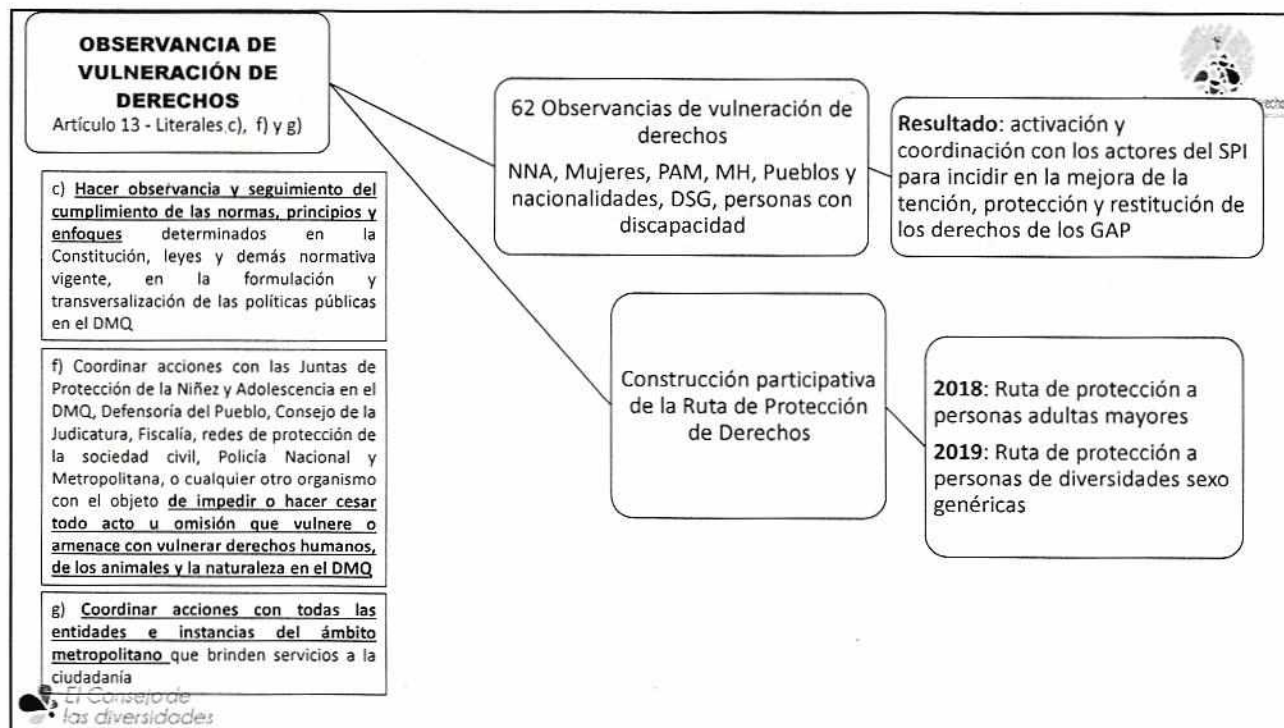 OBSERVANCIA DE
VULNERACIÓN DE
DERECHOS
Artículo 13 - Literales c), f) y g)
c) Hacer observancia y seguimiento del
cumplimiento de las normas, principios y
enfoques determinados en la
Constitución, leyes y demás normativa
vigente, en la formulación y
transversalización de las políticas públicas
en el DMQ
f) Coordinar acciones con las Juntas de
Protección de la Niñez y Adolescencia en el
DMQ, Defensoría del Pueblo, Consejo de la
Judicatura, Fiscalía, redes de protección de
la sociedad civil, Policía Nacional y
Metropolitana, o cualquier otro organismo
con el objeto de impedir o hacer cesar
todo acto u omisión que vulnere o
amenace con vulnerar derechos humanos,
de los animales y la naturaleza en el DMQ
g) Coordinar acciones con todas las
entidades e instancias del ámbito
metropolitano que brinden servicios a la
ciudadanía
El Consejo de
las diversidades
62 Observancias de vulneración de
derechos
NNA, Mujeres, PAM, MH, Pueblos y
nacionalidades, DSG, personas con
discapacidad
Resultado: activación y
coordinación con los actores del SPI
para incidir en la mejora de la
tención, protección y restitución de
los derechos de los GAP
Construcción participativa
de la Ruta de Protección
de Derechos
2018: Ruta de protección a
personas adultas mayores
2019: Ruta de protección a
personas de diversidades sexo
genéricas